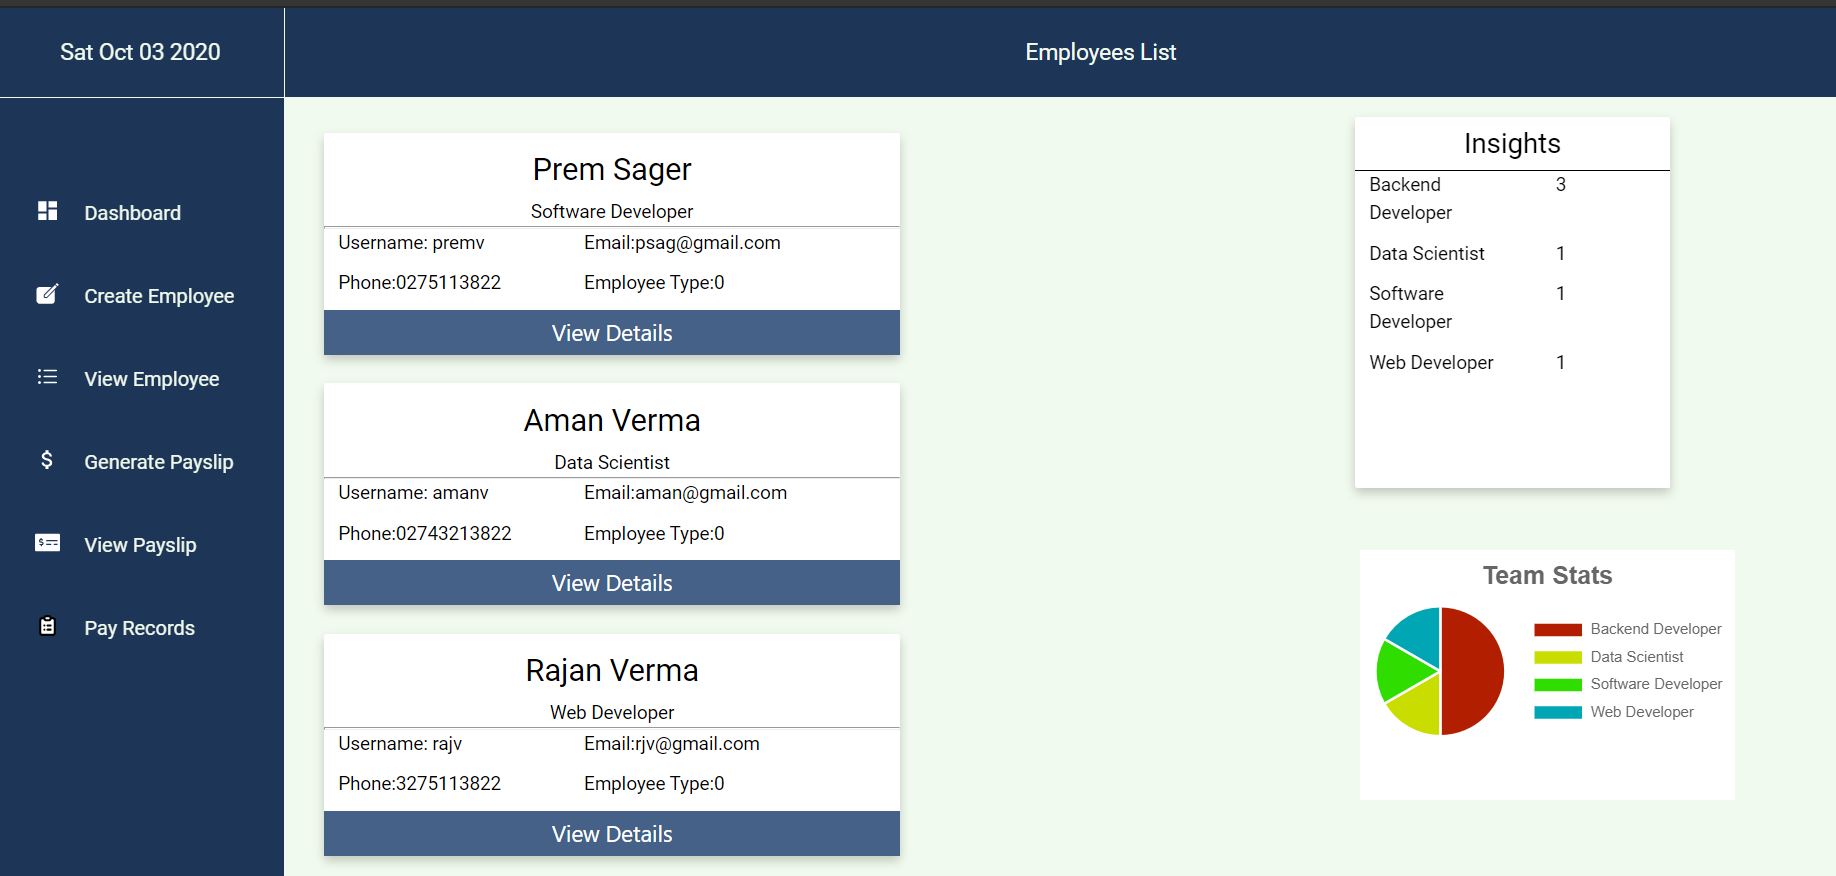 Sat Oct 03 2020
Employees List
Dashboard
Create Employee
View Employee
Generate Payslip
View Payslip
Pay Records
Prem Sager
Software Developer
Username: premv Email:psag@gmail.com
Phone:0275113822 Employee Type:0
View Details
Aman Verma
Data Scientist
Username: amanv Email:aman@gmail.com
Phone:02743213822 Employee Type:0
View Details
Rajan Verma
Web Developer
Username: rajv Email:rjv@gmail.com
Phone:3275113822 Employee Type:0
View Details
Insights
Backend 3
Developer
Data Scientist 1
Software 1
Developer
Web Developer 1
Team Stats
Backend Developer
Data Scientist
Software Developer
Web Developer